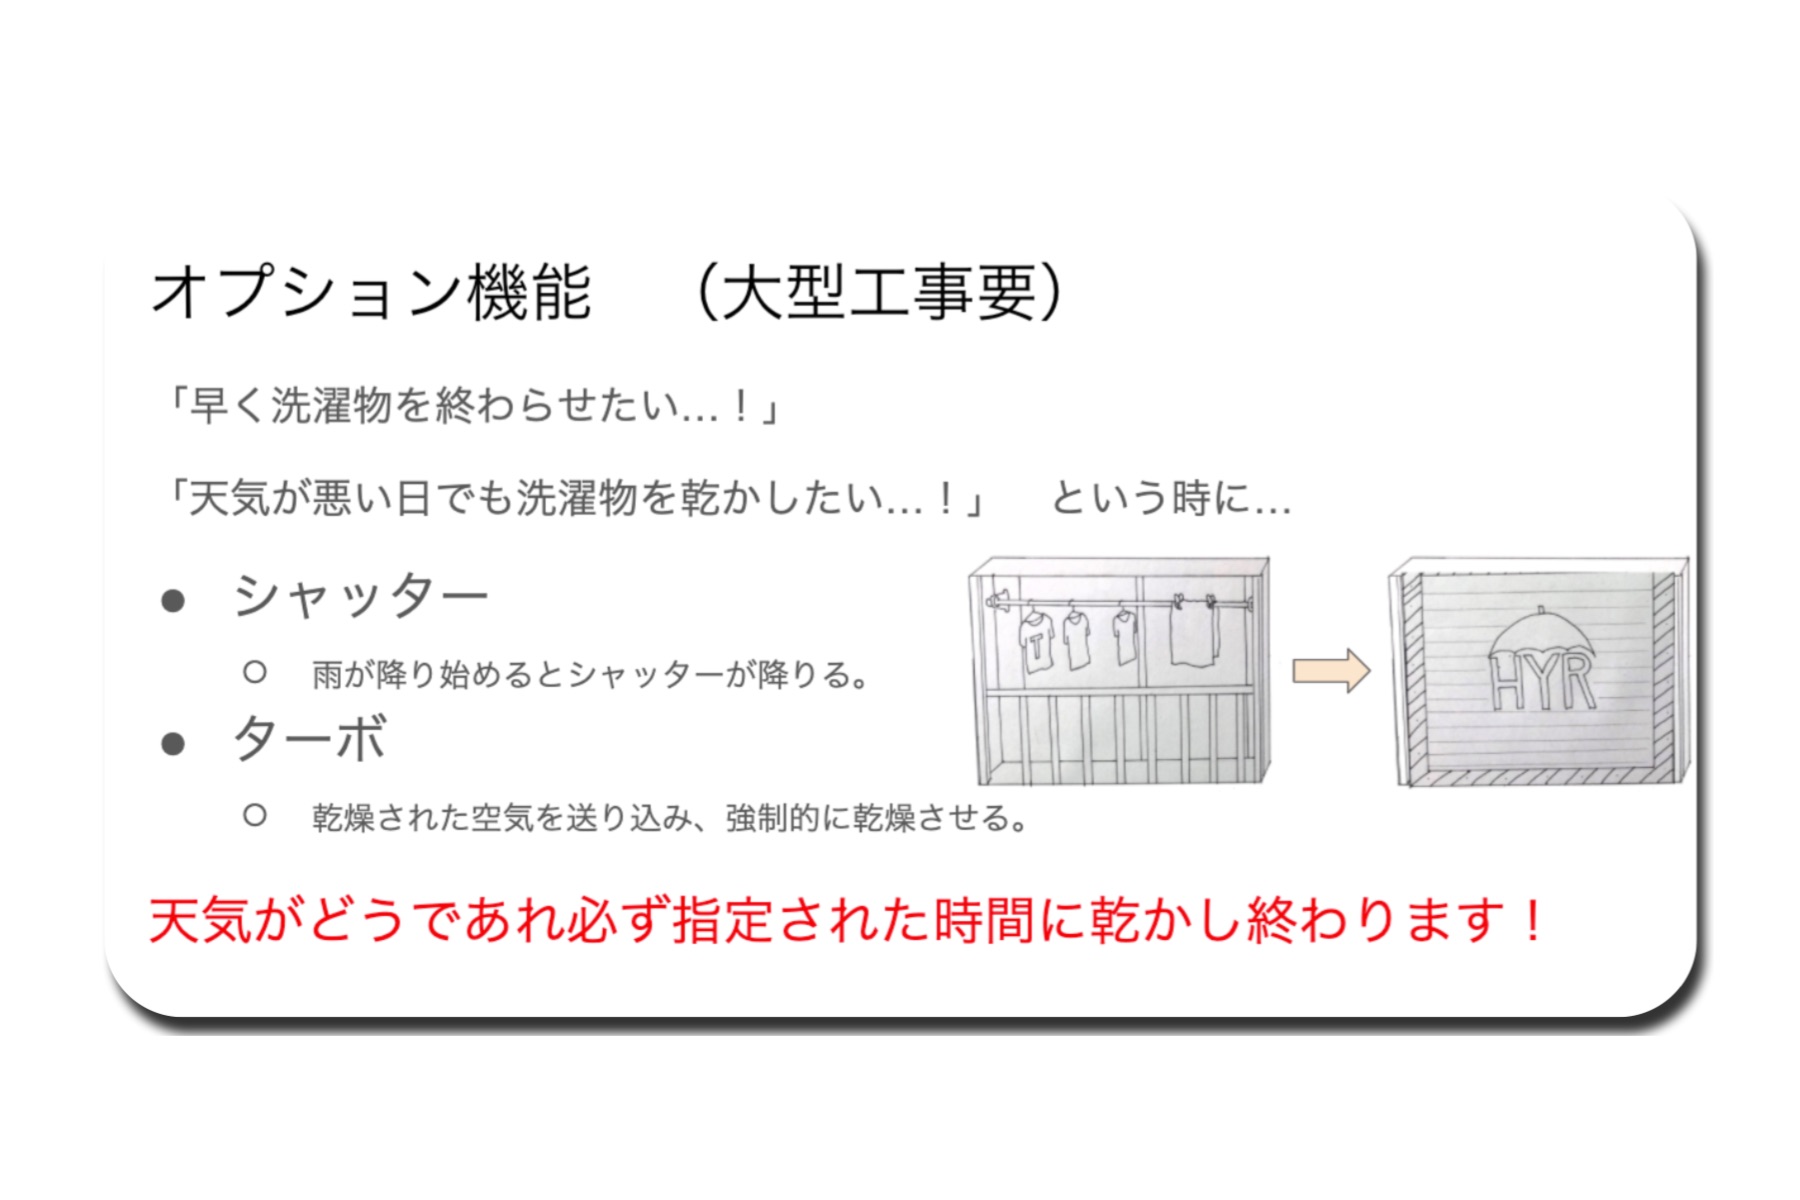 オプション機能　（大型工事要）
「早く洗濯物を終わらせたい…！」
「天気が悪い日でも洗濯物を乾かしたい…！」　という時に…
● シャッター
○ 雨が降り始めるとシャッターが降りる。
● ターボ
○ 乾燥された空気を送り込み、強制的に乾燥させる。
T
HYR
天気がどうであれ必ず指定された時間に乾かし終わります！